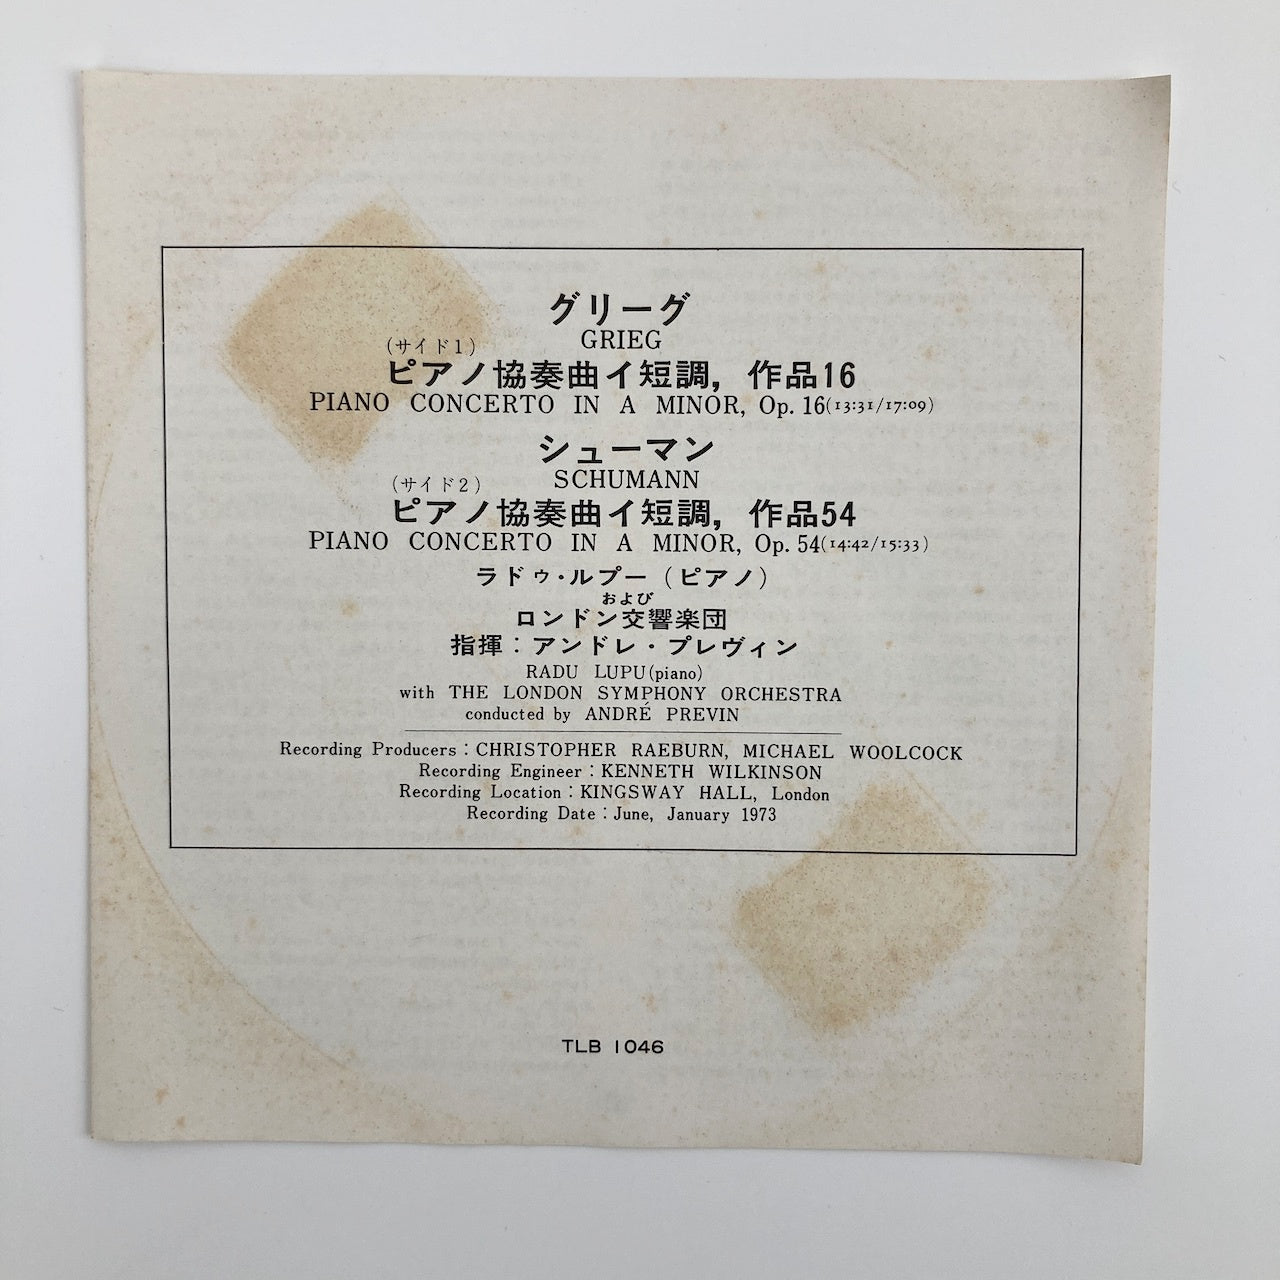 グリーグ
GRIEG
(サイド1)
ピアノ協奏曲イ短調，作品16
PIANO CONCERTO IN A MINOR, Op. 16(13:31/17:09)
シューマン
SCHUMANN
(サイド2)
ピアノ協奏曲イ短調，作品54
PIANO CONCERTO IN A MINOR, Op. 54(14:42/15:33)
ラドゥ・ルプー（ピアノ）
および
ロンドン交響楽団
指揮：アンドレ・プレヴィン
RADU LUPU(piano)
with THE LONDON SYMPHONY ORCHESTRA
conducted by ANDRÉ PREVIN
Recording Producers：CHRISTOPHER RAEBURN, MICHAEL WOOLCOCK
Recording Engineer：KENNETH WILKINSON
Recording Location：KINGSWAY HALL, London
Recording Date：June, January 1973
TLB 1046